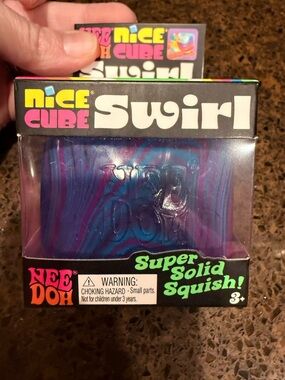 NEE NICE
DOH CUBE
Swirl
NICE
CUBE
Swirl
NEE
DOH
NEE
DOH
WARNING:
CHOKING HAZARD - Small parts.
Not for children under 3 years.
Super
Solid
Squish!
3+